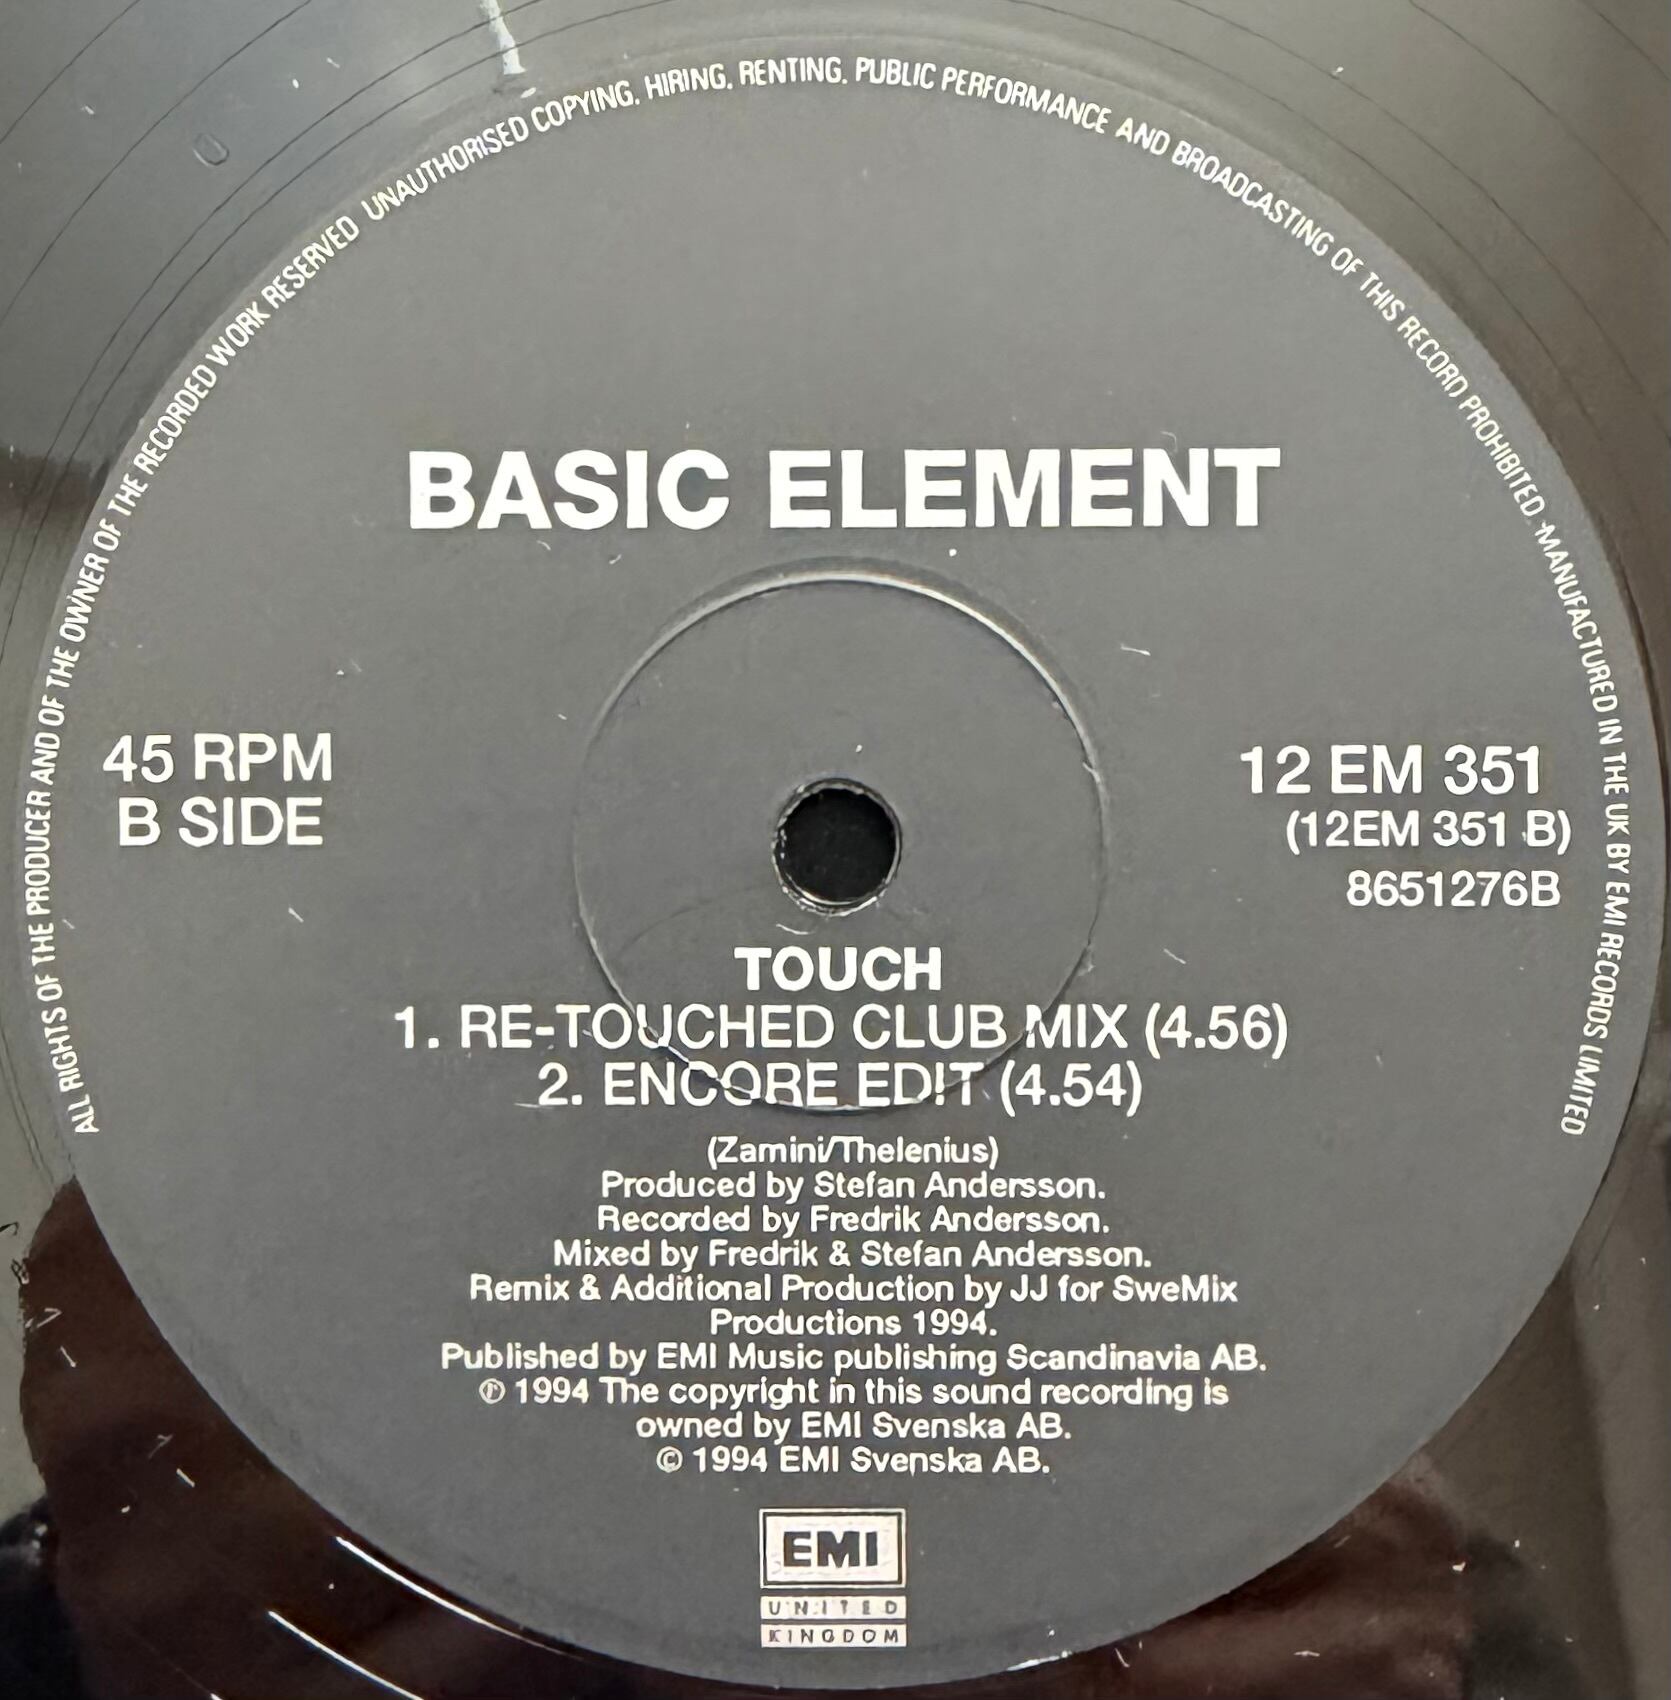 ALL RIGHTS OF THE PRODUCER AND OF THE OWNER OF THE RECORDED WORK RESERVED UNAUTHORISED COPYING, HIRING, RENTING, PUBLIC PERFORMANCE AND BROADCASTING OF THIS RECORD PROHIBITED. MANUFACTURED IN THE UK BY EMI RECORDS LIMITED
BASIC ELEMENT
45 RPM
B SIDE
12 EM 351
(12EM 351 B)
8651276B
TOUCH
1. RE-TOUCHED CLUB MIX (4.56)
2. ENCORE EDIT (4.54)
(Zamini/Thelenius)
Produced by Stefan Andersson.
Recorded by Fredrik Andersson.
Mixed by Fredrik & Stefan Andersson.
Remix & Additional Production by JJ for SweMix
Productions 1994.
Published by EMI Music publishing Scandinavia AB.
℗ 1994 The copyright in this sound recording is
owned by EMI Svenska AB.
© 1994 EMI Svenska AB.
EMI
UNITED
KINGDOM